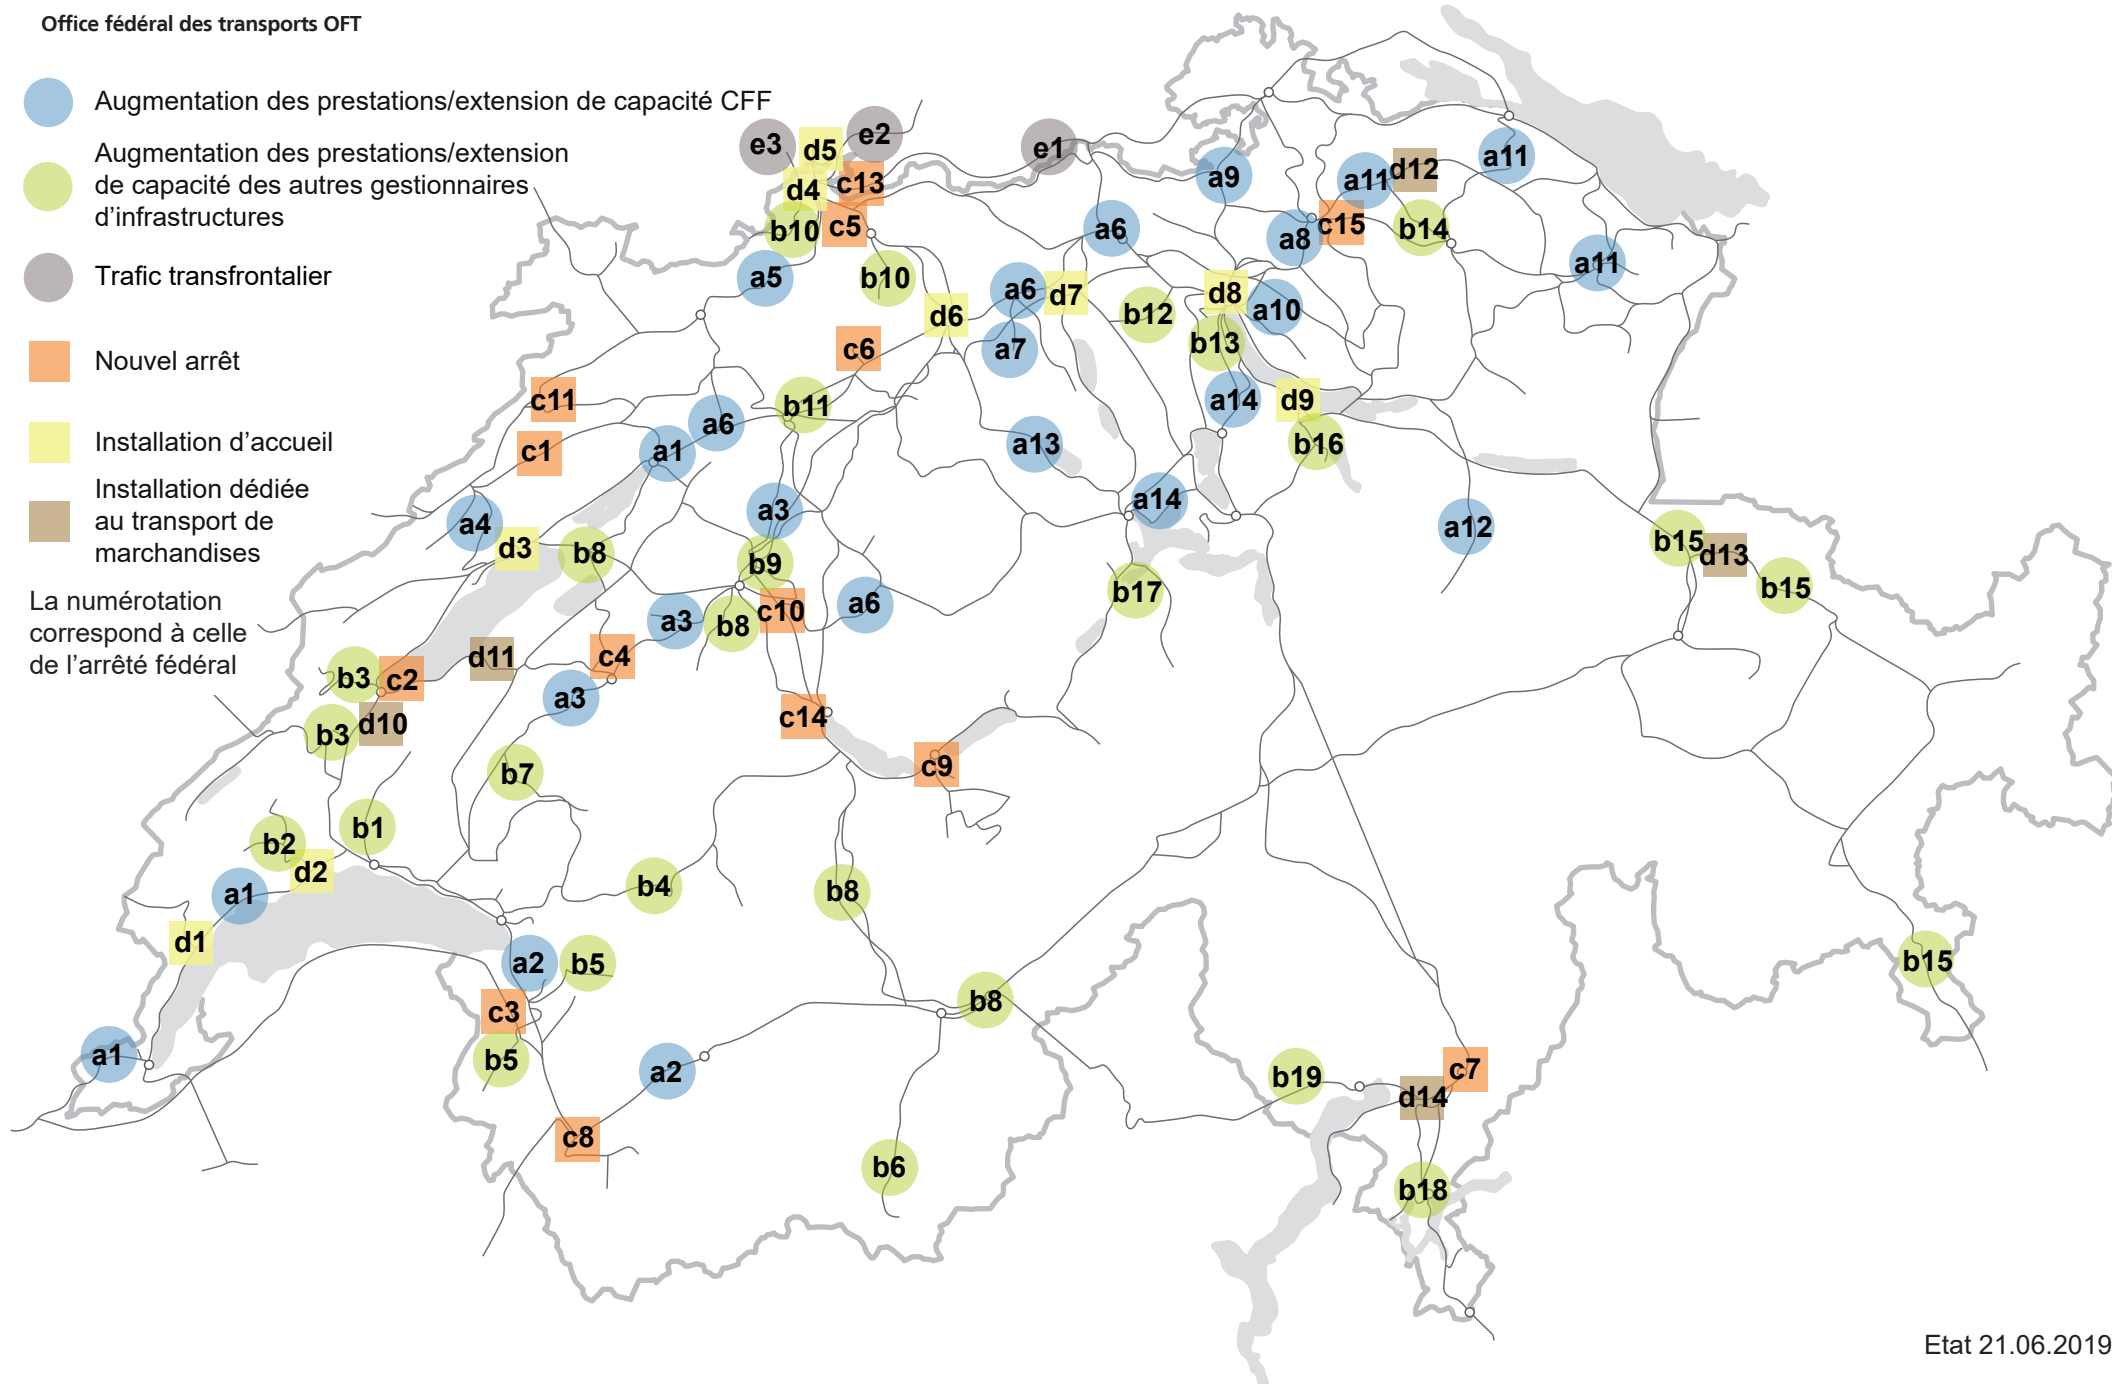 Office fédéral des transports OFT
Augmentation des prestations/extension de capacité CFF
Augmentation des prestations/extension
de capacité des autres gestionnaires
d’infrastructures
Trafic transfrontalier
Nouvel arrêt
Installation d’accueil
Installation dédiée
au transport de
marchandises
La numérotation
correspond à celle
de l’arrêté fédéral
e3
d5
e2
e1
a11
d4
c13
a9
a11
d12
b10
c5
a6
a8
c15
b14
a5
b10
a6
d7
d8
a11
d6
b12
a10
c6
a7
b13
c11
b11
a14
d9
a6
c1
a1
a13
b16
a4
a3
a14
a12
d3
b8
b9
b15
d13
b15
a3
b8
c10
a6
b17
b3
c2
d11
c4
b3
d10
a3
c14
b7
c9
b2
b1
d2
a1
b4
b8
d1
a2
b5
b15
c3
b8
a1
b5
a2
b19
c7
d14
c8
b6
b18
Etat 21.06.2019